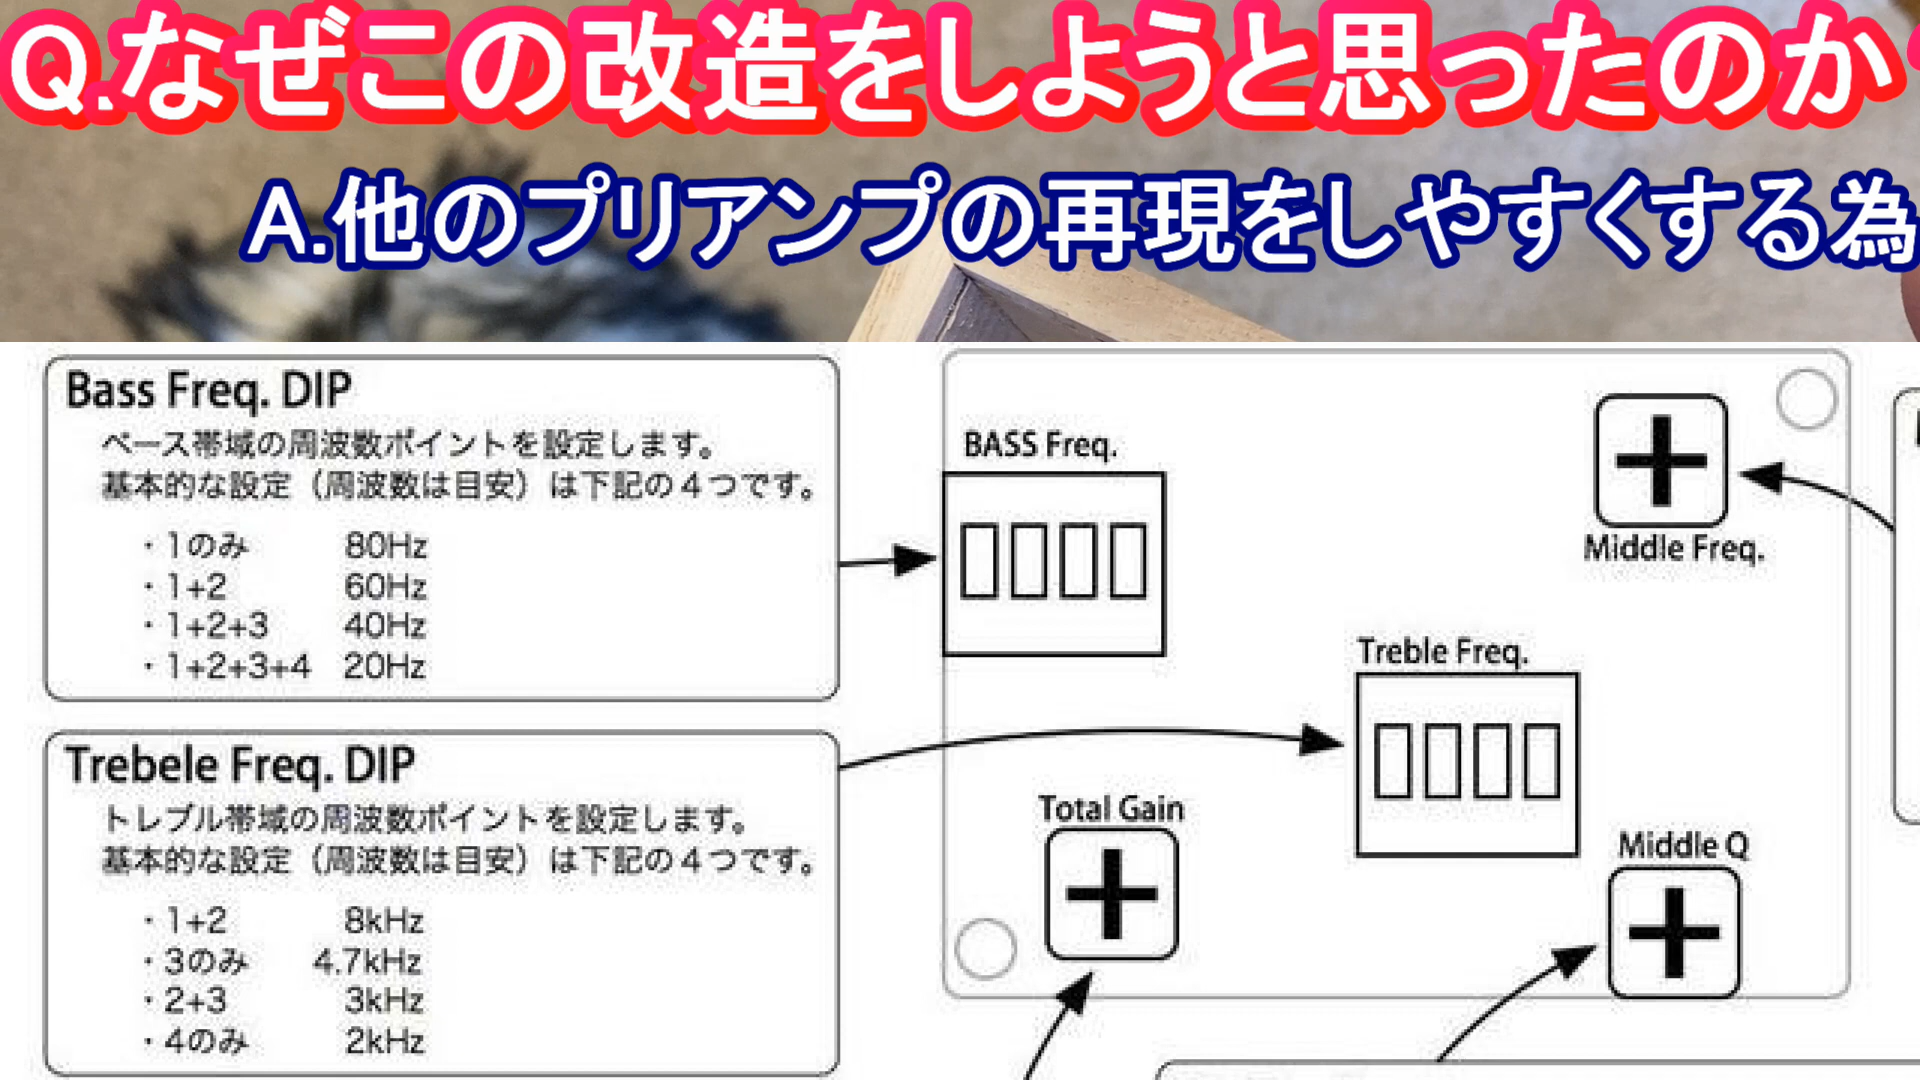 Q.なぜこの改造をしようと思ったのか
A.他のプリアンプの再現をしやすくする為
Bass Freq. DIP
ベース帯域の周波数ポイントを設定します。
基本的な設定（周波数は目安）は下記の４つです。
・1のみ 80Hz
・1+2 60Hz
・1+2+3 40Hz
・1+2+3+4 20Hz
Trebele Freq. DIP
トレブル帯域の周波数ポイントを設定します。
基本的な設定（周波数は目安）は下記の４つです。
・1+2 8kHz
・3のみ 4.7kHz
・2+3 3kHz
・4のみ 2kHz
BASS Freq.
Middle Freq.
Treble Freq.
Total Gain
Middle Q